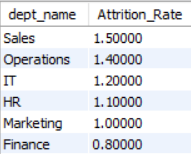 dept_name Attrition_Rate
Sales 1.50000
Operations 1.40000
IT 1.20000
HR 1.10000
Marketing 1.00000
Finance 0.80000